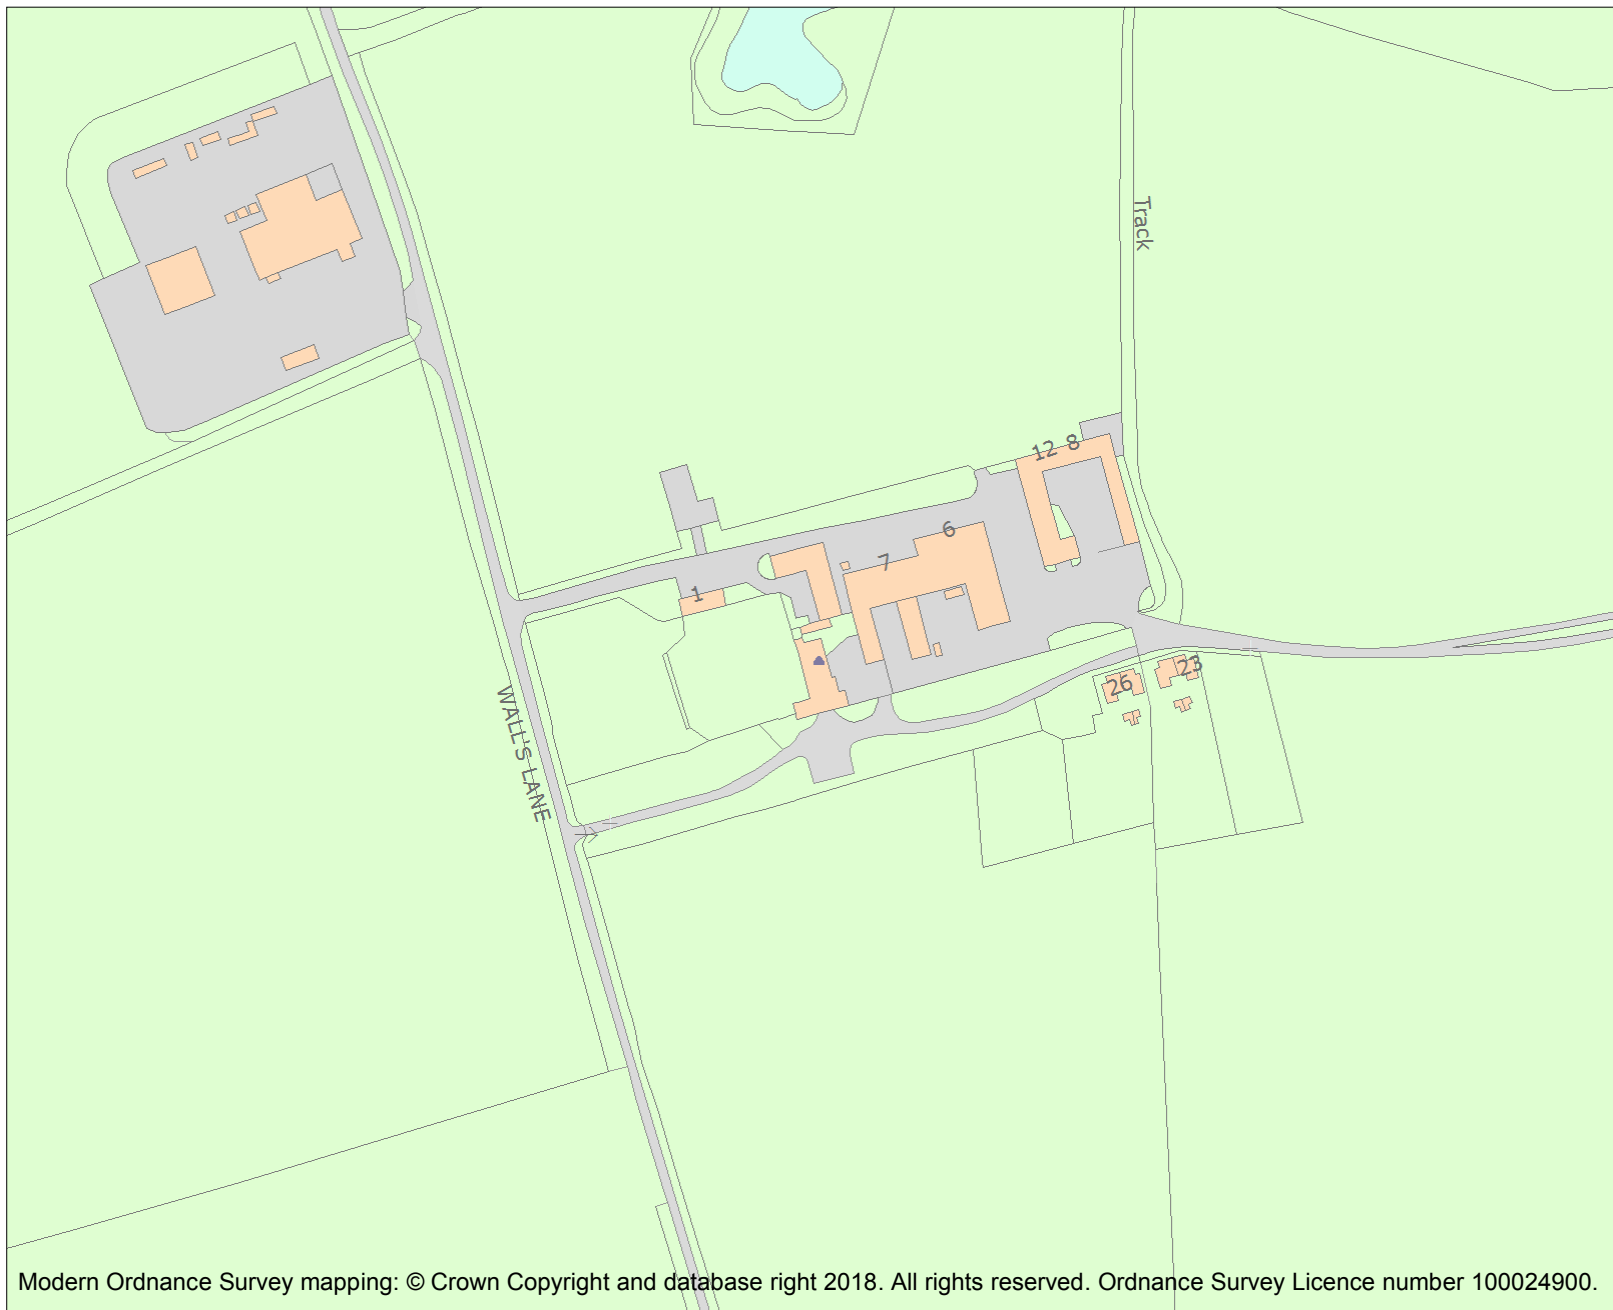 Track
12 8
6
7
1
23
26
WALL'S LANE
Modern Ordnance Survey mapping: © Crown Copyright and database right 2018. All rights reserved. Ordnance Survey Licence number 100024900.